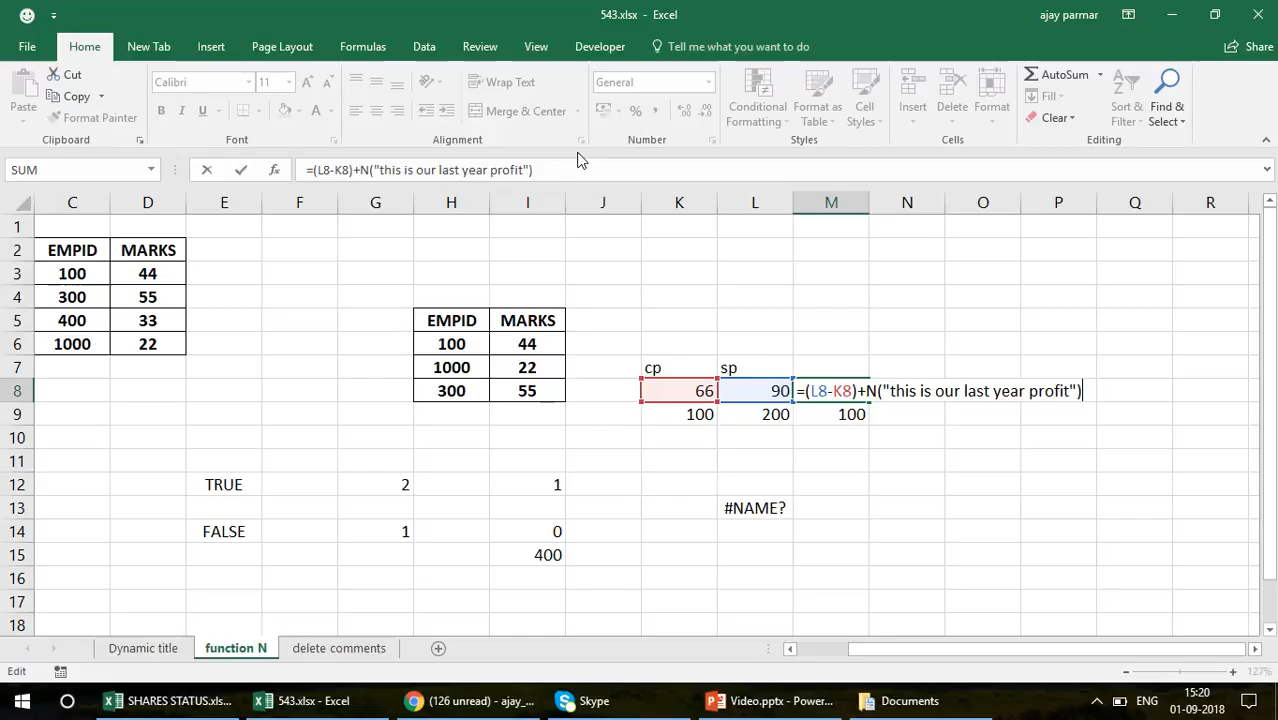 543.xlsx - Excel
ajay parmar
File Home New Tab Insert Page Layout Formulas Data Review View Developer Tell me what you want to do Share
Paste Cut Copy Format Painter
Calibri 11 General
B I U A
Wrap Text
Merge & Center
Conditional Formatting Format as Table Cell Styles
Insert Delete Format
AutoSum Fill Clear
Sort & Filter Find & Select
Clipboard Font Alignment Number Styles Cells Editing
SUM fx =(L8-K8)+N("this is our last year profit")
C D E F G H I J K L M N O P Q R
1
2 EMPID MARKS
3 100 44
4 300 55
5 400 33 EMPID MARKS
6 1000 22 100 44
7 1000 22 cp sp
8 300 55 66 90 =(L8-K8)+N("this is our last year profit")
9 100 200 100
10
11
12 TRUE 2 1
13 #NAME?
14 FALSE 1 0
15 400
16
17
18
Dynamic title function N delete comments
Edit 127%
SHARES STATUS.xls... 543.xlsx - Excel (126 unread) - ajay_... Skype Video.pptx - Power... Documents ENG 15:20
01-09-2018